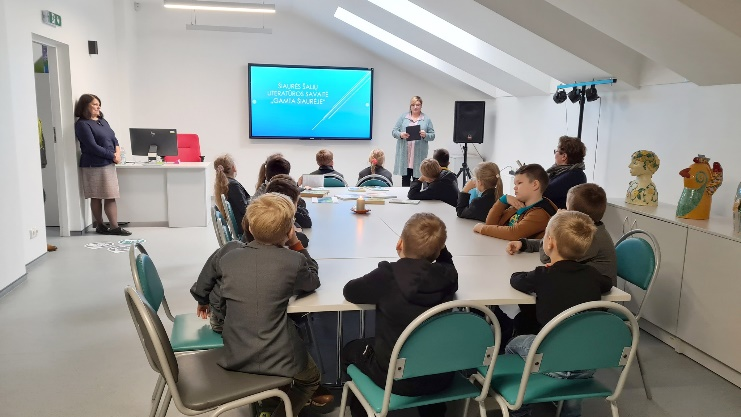 ŠIAURĖS ŠALIŲ
LITERATŪROS SAVAITĖ
„GAMTA ŠIAURĖJE“